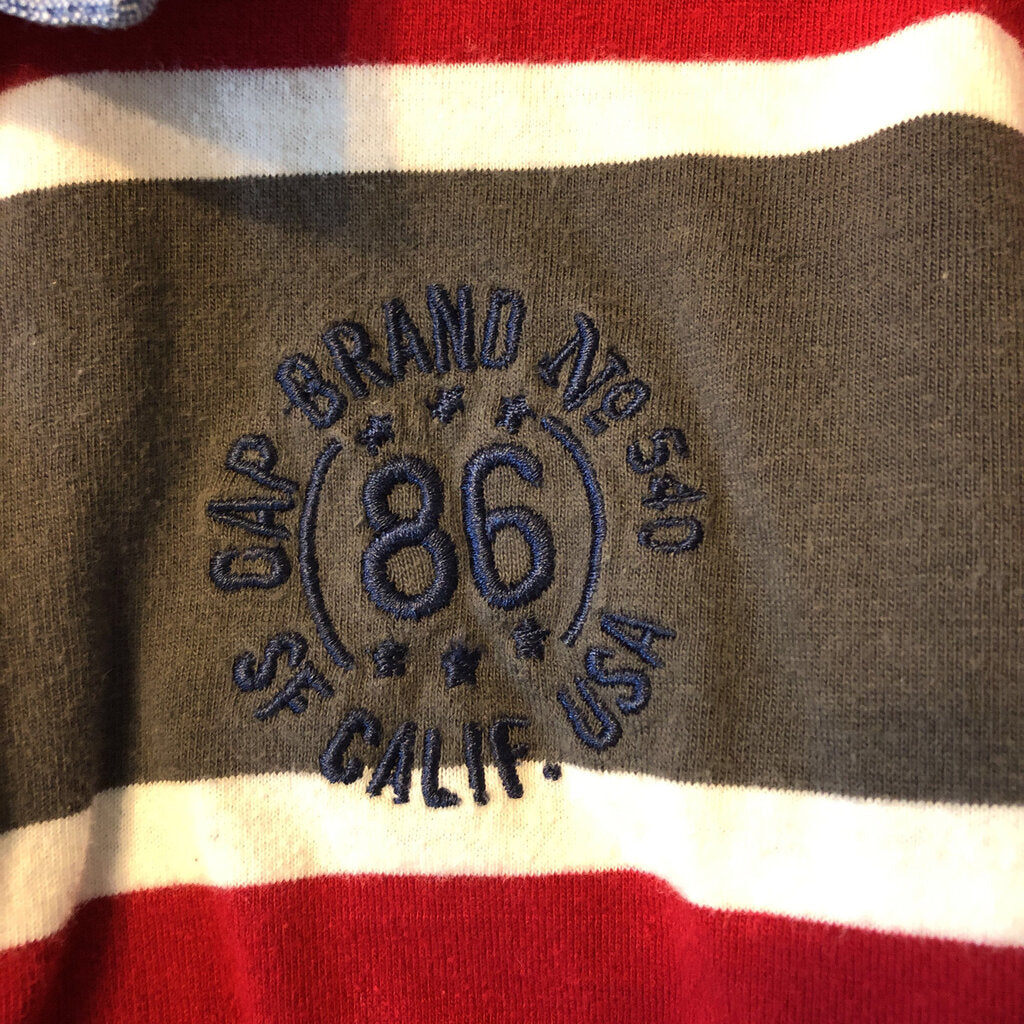 GAP BRAND No 540
86
SF CALIF. USA